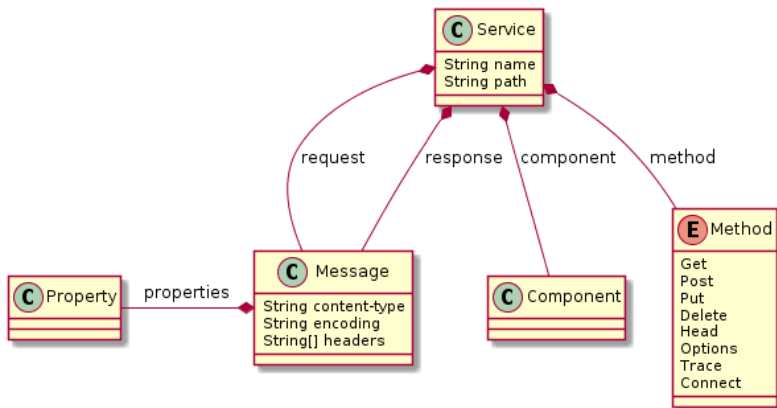 C Service
String name
String path
request
response
component
method
C Property
properties
C Message
String content-type
String encoding
String[] headers
C Component
E Method
Get
Post
Put
Delete
Head
Options
Trace
Connect